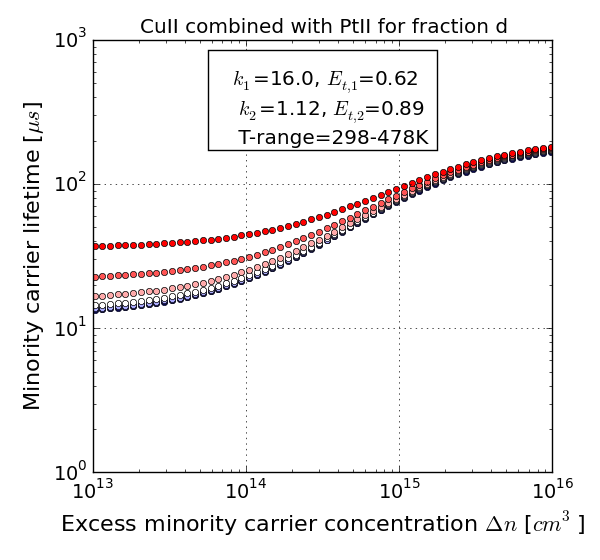 CuII combined with PtII for fraction d
k₁=16.0, Eₜ,₁=0.62
k₂=1.12, Eₜ,₂=0.89
T-range=298-478K
Minority carrier lifetime [μs]
10³
10²
10¹
10⁰
10¹³ 10¹⁴ 10¹⁵ 10¹⁶
Excess minority carrier concentration Δn [cm³ ]